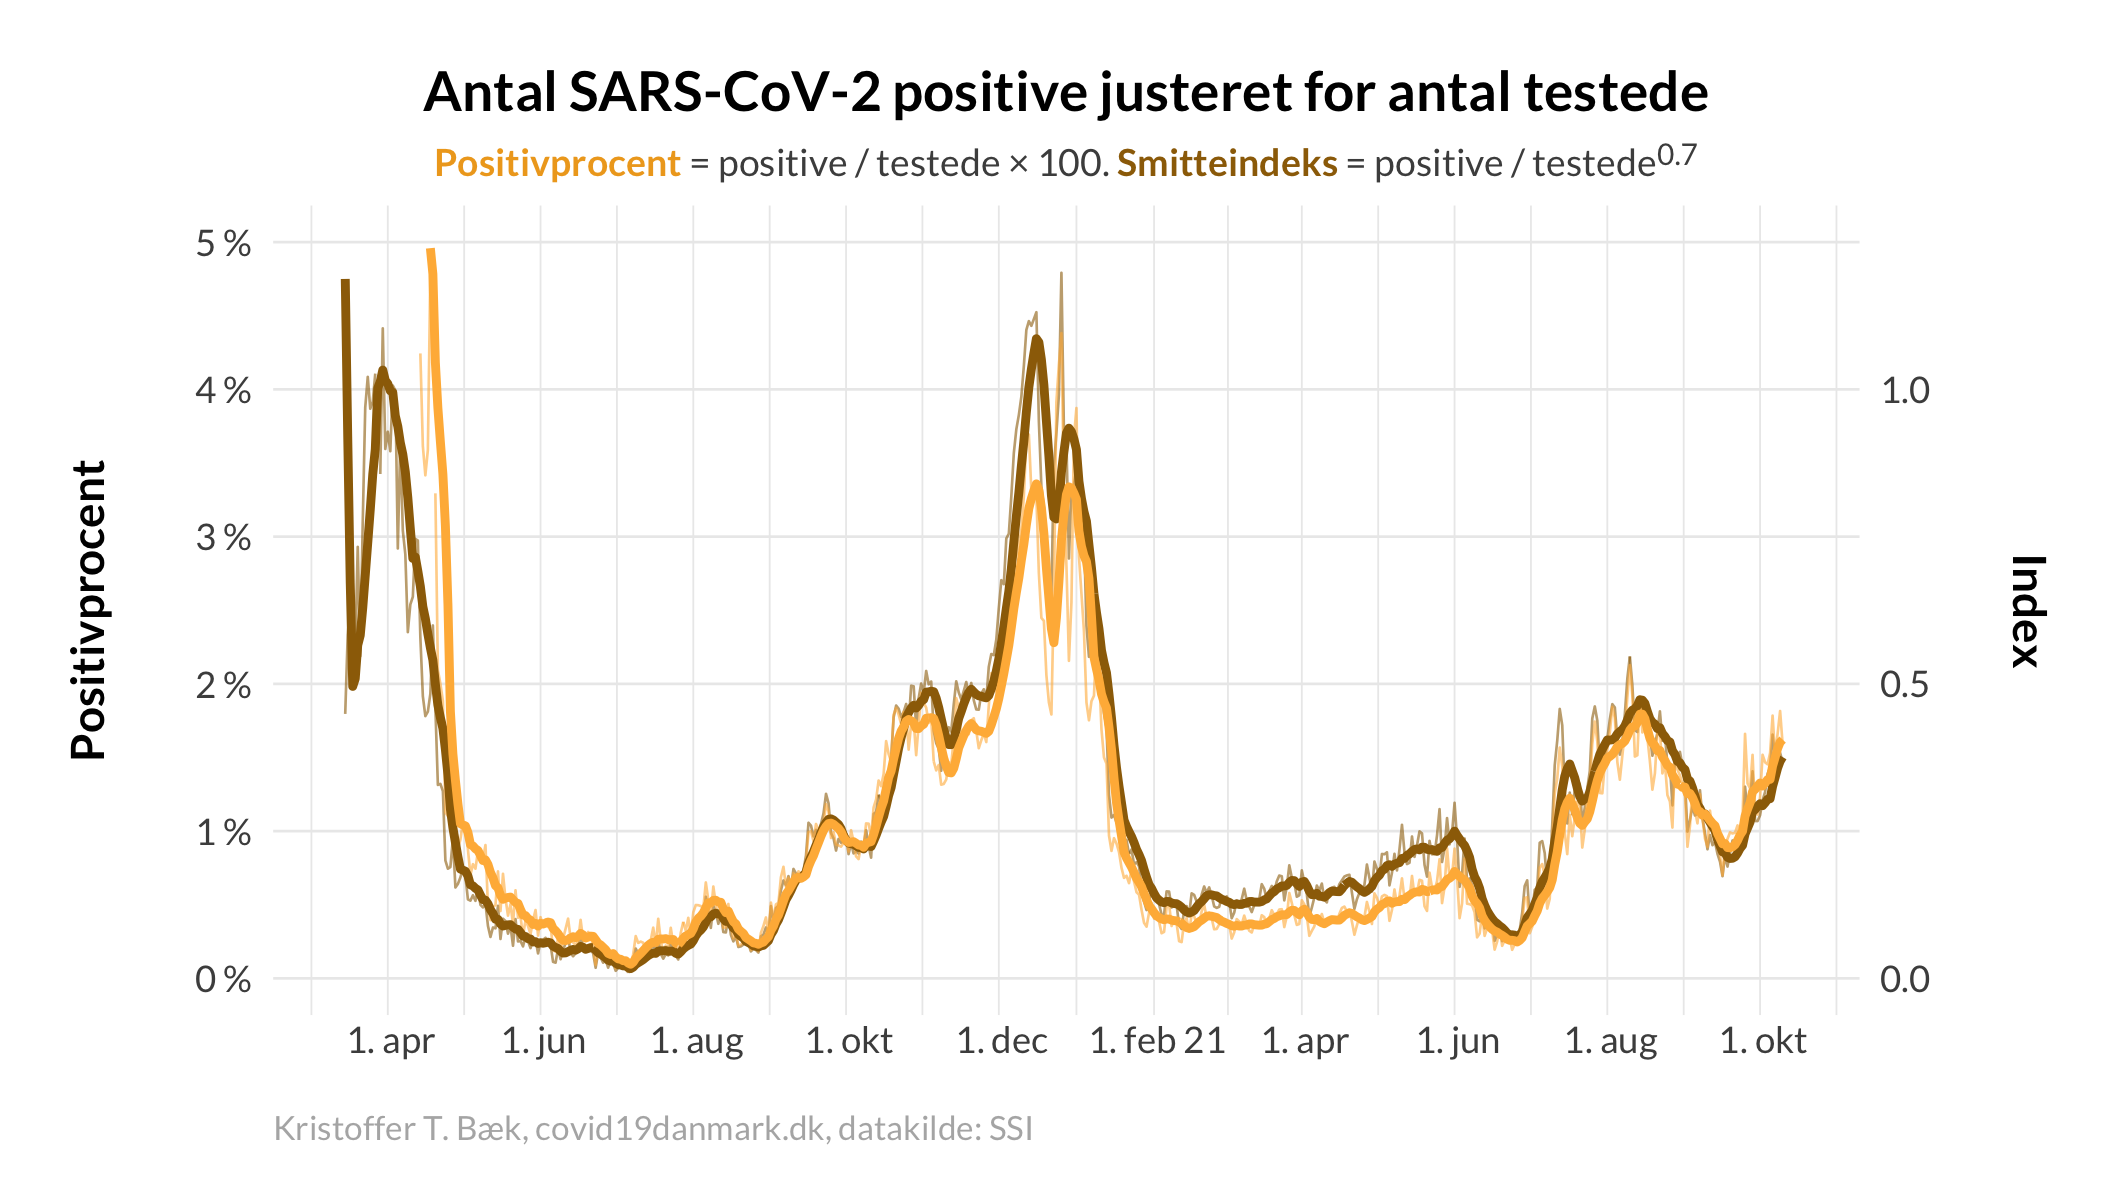 Antal SARS-CoV-2 positive justeret for antal testede
Positivprocent = positive / testede × 100. Smitteindeks = positive / testede^0.7
Positivprocent
5 %
4 %
3 %
2 %
1 %
0 %
1.0
0.5
0.0
Index
1. apr
1. jun
1. aug
1. okt
1. dec
1. feb 21
1. apr
1. jun
1. aug
1. okt
Kristoffer T. Bæk, covid19danmark.dk, datakilde: SSI